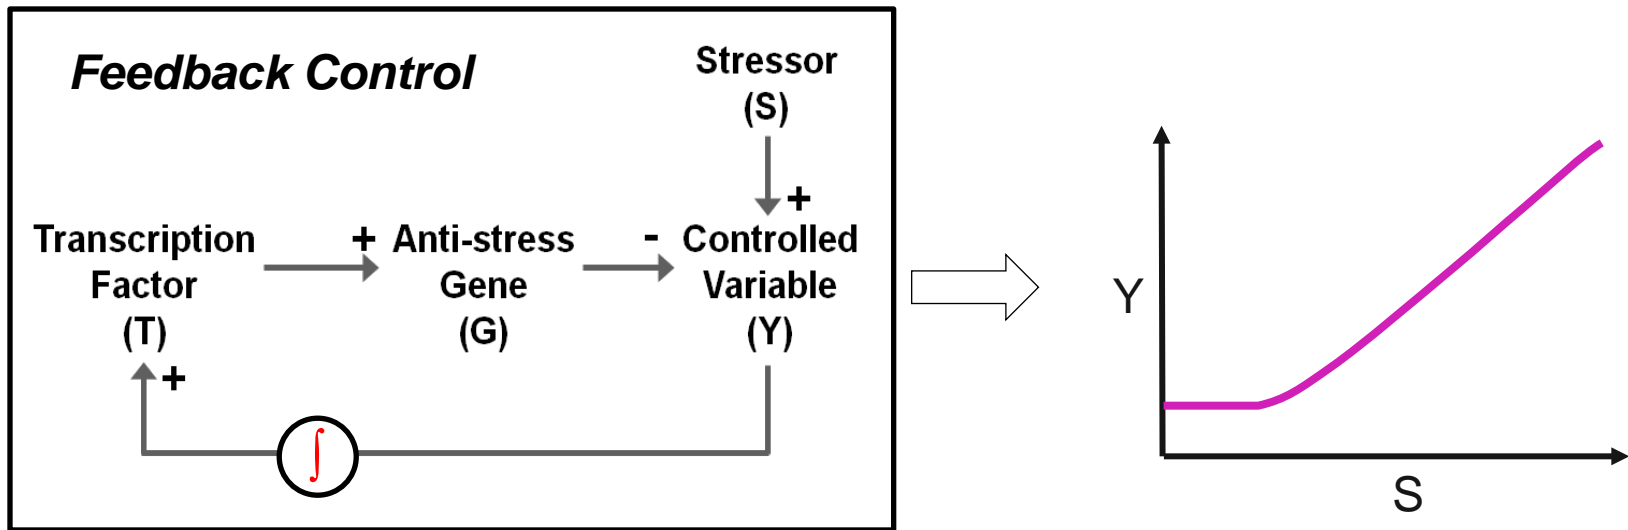 Feedback Control
Stressor
(S)
+
Transcription
Factor
(T)
+
Anti-stress
Gene
(G)
-
Controlled
Variable
(Y)
+
∫
Y
S